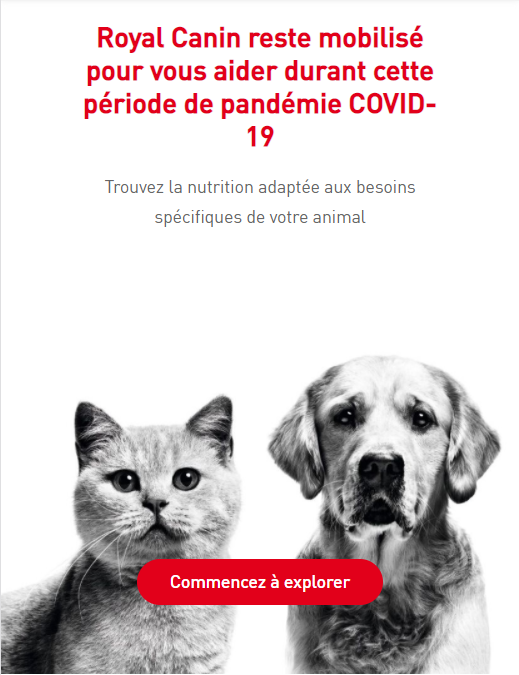 Royal Canin reste mobilisé
pour vous aider durant cette
période de pandémie COVID-
19
Trouvez la nutrition adaptée aux besoins
spécifiques de votre animal
Commencez à explorer